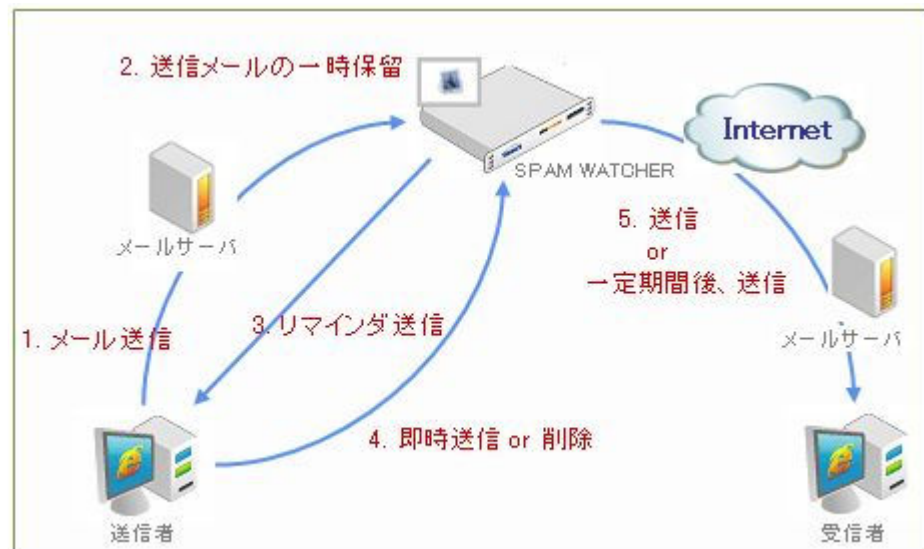 2. 送信メールの一時保留
Internet
SPAM WATCHER
メールサーバ
5. 送信
or
一定期間後、送信
1. メール送信
3. リマインダ送信
メールサーバ
4. 即時送信 or 削除
送信者
受信者